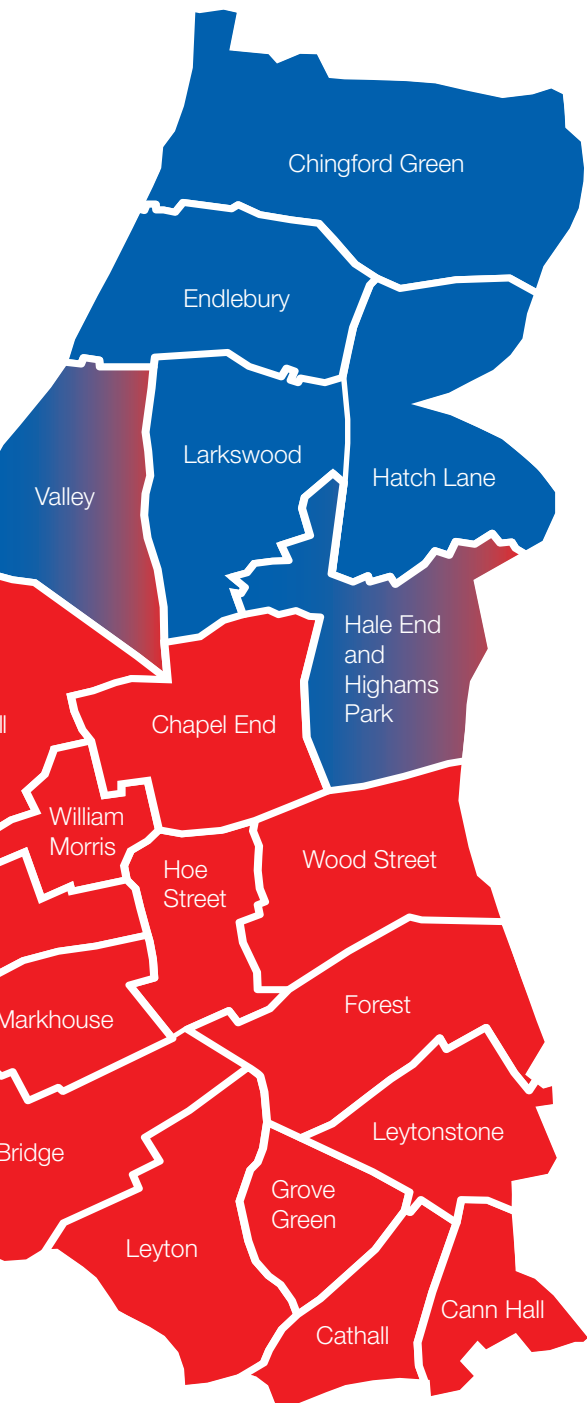 Chingford Green
Endlebury
Larkswood
Hatch Lane
Valley
Hale End
and
Highams
Park
ll
Chapel End
William
Morris
Hoe
Street
Wood Street
Markhouse
Forest
Bridge
Leytonstone
Grove
Green
Leyton
Cathall
Cann Hall